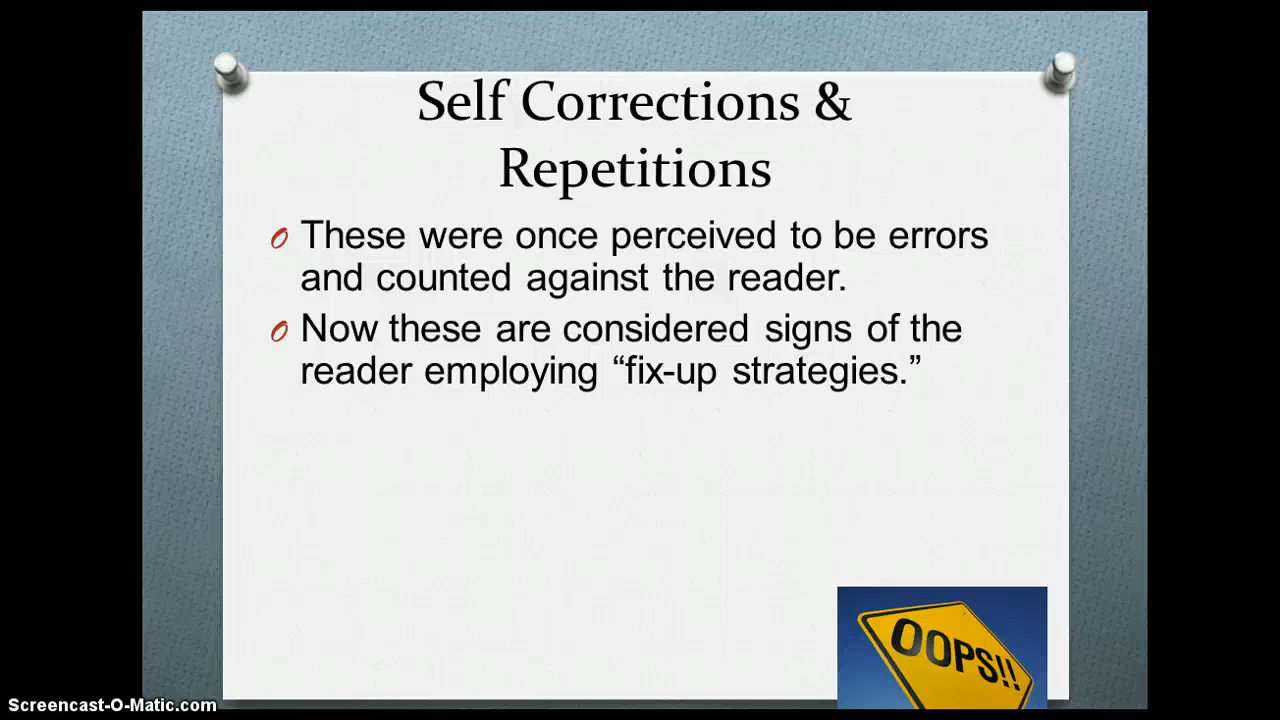 Self Corrections &
Repetitions
These were once perceived to be errors
and counted against the reader.
Now these are considered signs of the
reader employing “fix-up strategies.”
OOPS!!
Screencast-O-Matic.com